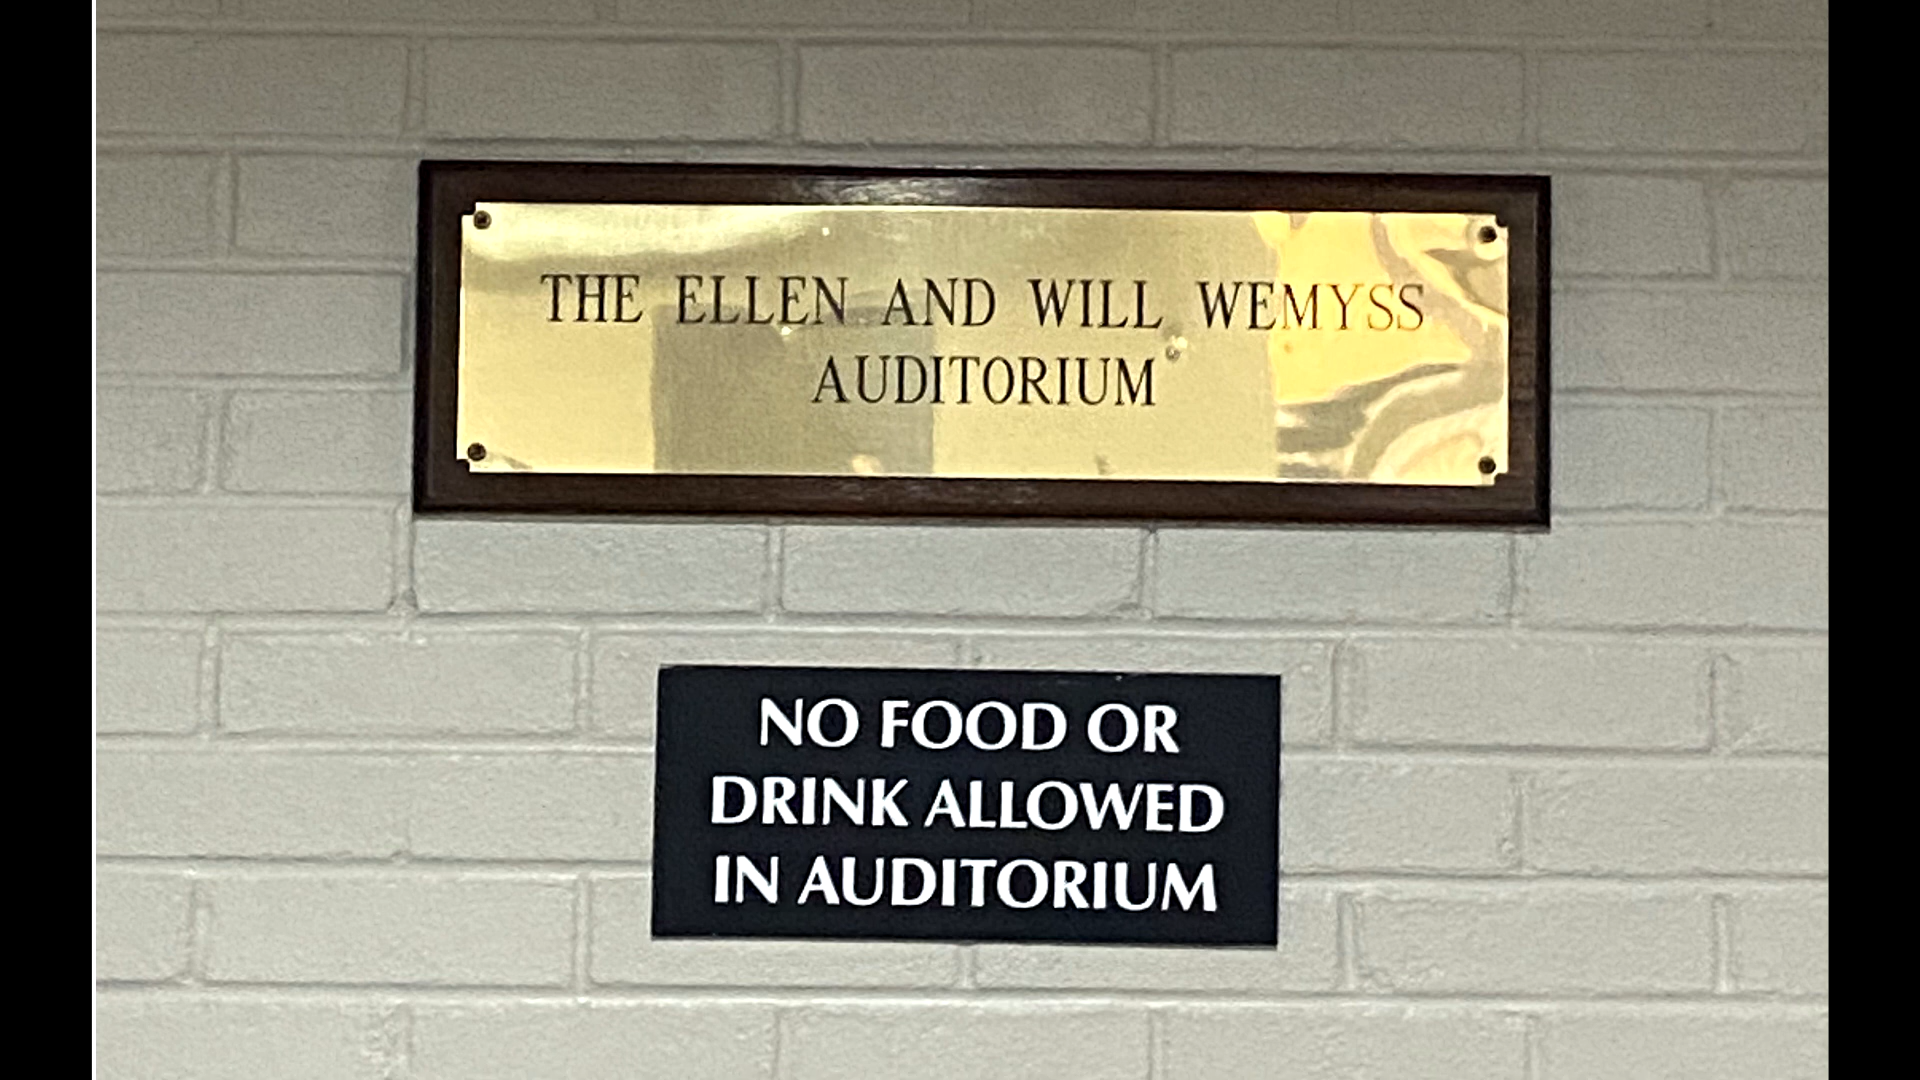 THE ELLEN AND WILL WEMYSS
AUDITORIUM
NO FOOD OR
DRINK ALLOWED
IN AUDITORIUM